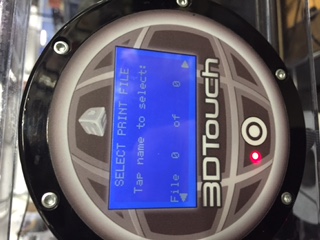 SELECT PRINT FILE
Tap name to select:
File 0 of 0
3DTouch